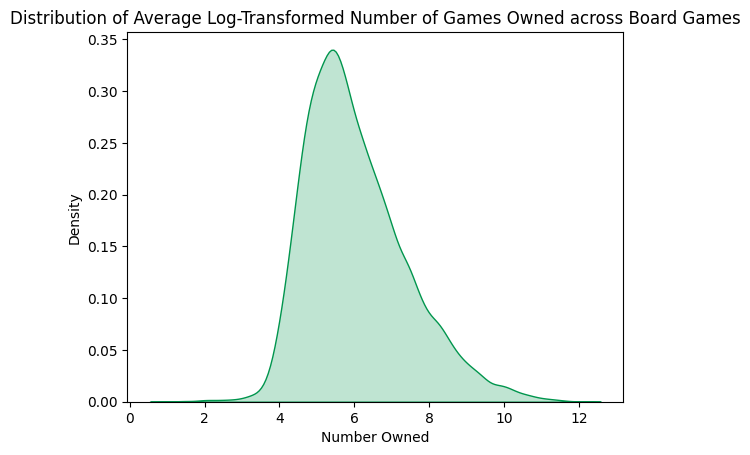 Distribution of Average Log-Transformed Number of Games Owned across Board Games
0.35
0.30
0.25
0.20
0.15
0.10
0.05
0.00
Density
0 2 4 6 8 10 12
Number Owned